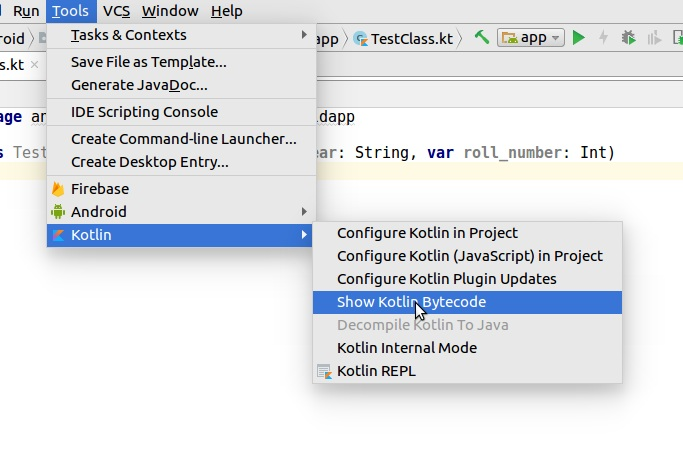 Run Tools VCS Window Help
app TestClass.kt app
s.kt
Tasks & Contexts
Save File as Template...
Generate JavaDoc...
IDE Scripting Console
Create Command-line Launcher...
Create Desktop Entry...
Firebase
Android
Kotlin
age an dapp
s Test ear: String, var roll_number: Int)
Configure Kotlin in Project
Configure Kotlin (JavaScript) in Project
Configure Kotlin Plugin Updates
Show Kotlin Bytecode
Decompile Kotlin To Java
Kotlin Internal Mode
Kotlin REPL